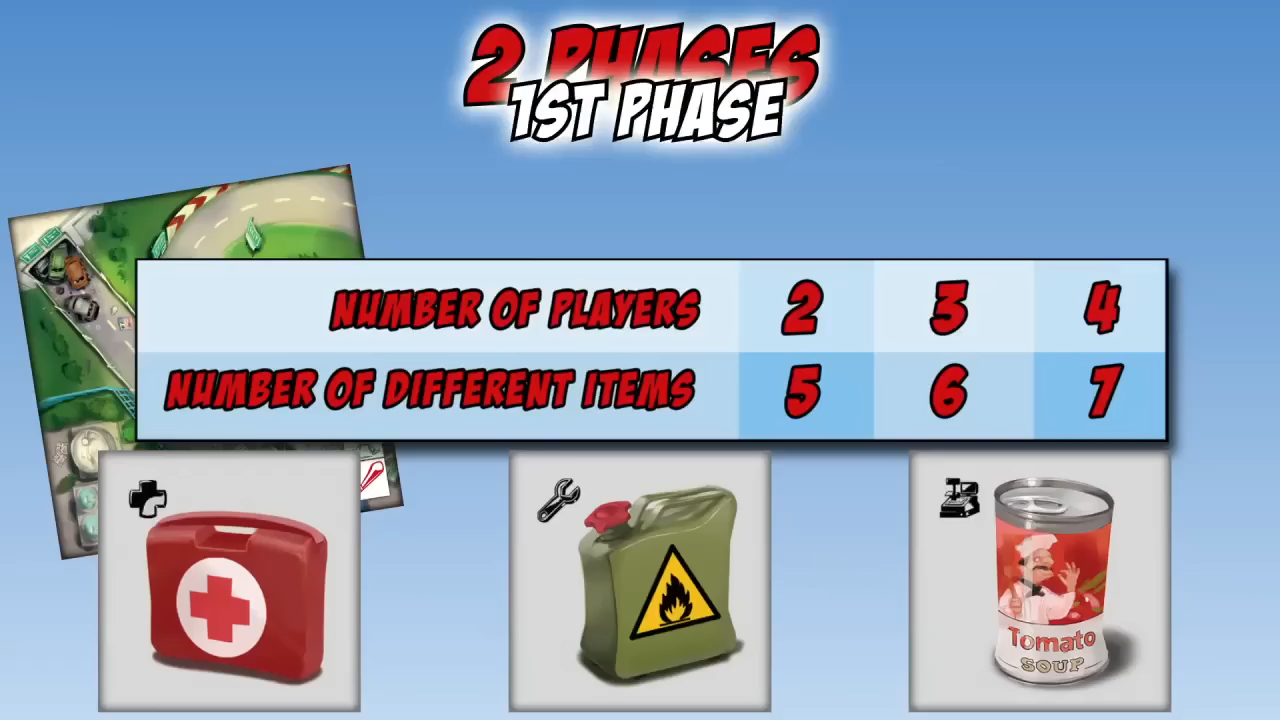 2 PHASES
1ST PHASE
NUMBER OF PLAYERS 2 3 4
NUMBER OF DIFFERENT ITEMS 5 6 7
Tomato
SOUP